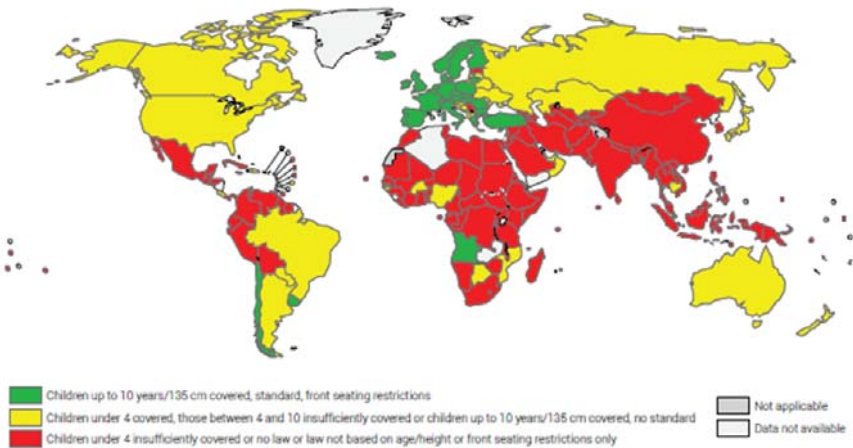 Children up to 10 years/135 cm covered, standard, front seating restrictions
Children under 4 covered, those between 4 and 10 insufficiently covered or children up to 10 years/135 cm covered, no standard
Children under 4 insufficiently covered or no law or law not based on age/height or front seating restrictions only
Not applicable
Data not available